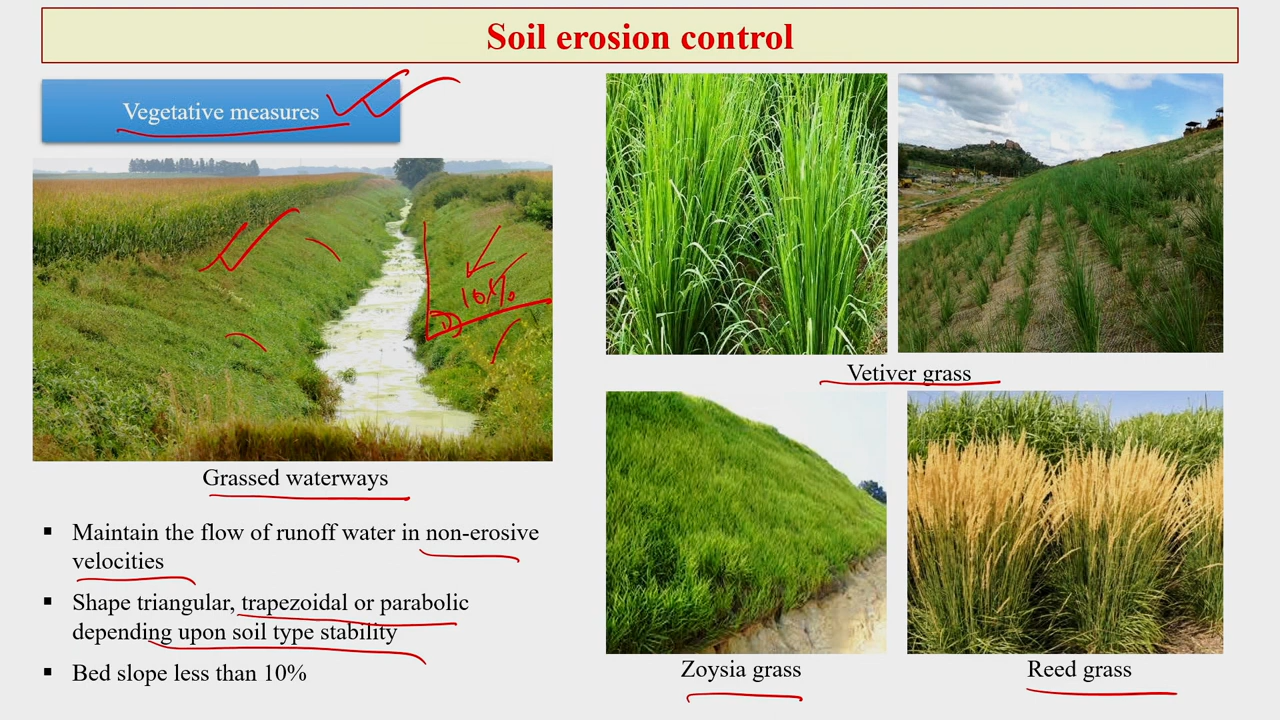 Soil erosion control
Vegetative measures
10%
Grassed waterways
▪ Maintain the flow of runoff water in non-erosive
velocities
▪ Shape triangular, trapezoidal or parabolic
depending upon soil type stability
▪ Bed slope less than 10%
Vetiver grass
Zoysia grass
Reed grass